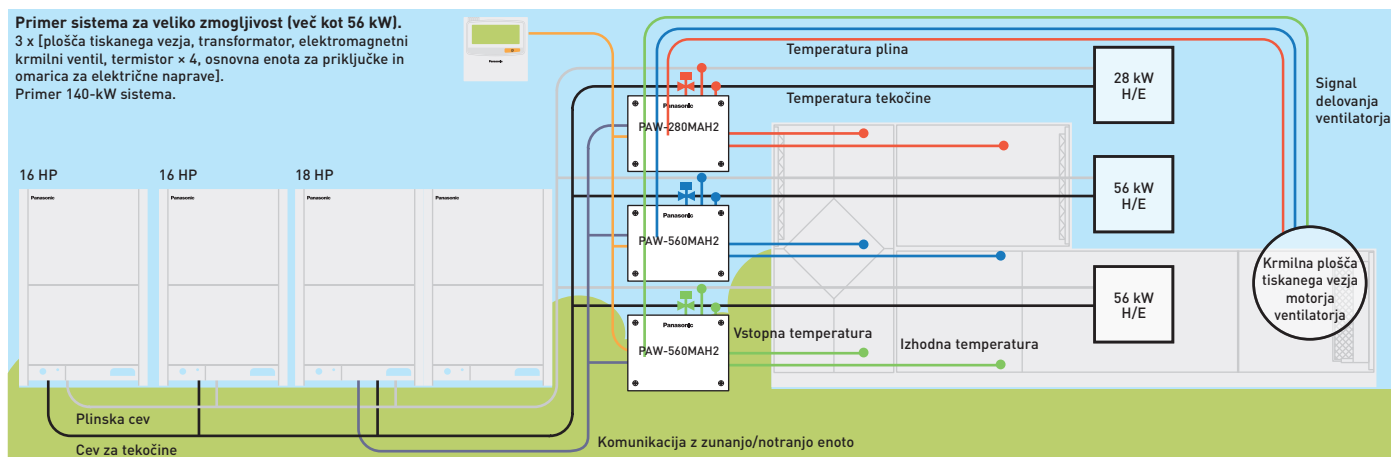 Primer sistema za veliko zmogljivost (več kot 56 kW).
3 x [plošča tiskanega vezja, transformator, elektromagnetni
krmilni ventil, termistor × 4, osnovna enota za priključke in
omarica za električne naprave].
Primer 140-kW sistema.
Panasonic
Temperatura plina
Temperatura tekočine
28 kW
H/E
Signal
delovanja
ventilatorja
Panasonic
PAW-280MAH2
16 HP
16 HP
18 HP
Panasonic
Panasonic
Panasonic
Panasonic
56 kW
H/E
Panasonic
PAW-560MAH2
Krmilna plošča
tiskanega vezja
motorja
ventilatorja
56 kW
H/E
Panasonic
PAW-560MAH2
Vstopna temperatura
Izhodna temperatura
Plinska cev
Cev za tekočine
Komunikacija z zunanjo/notranjo enoto